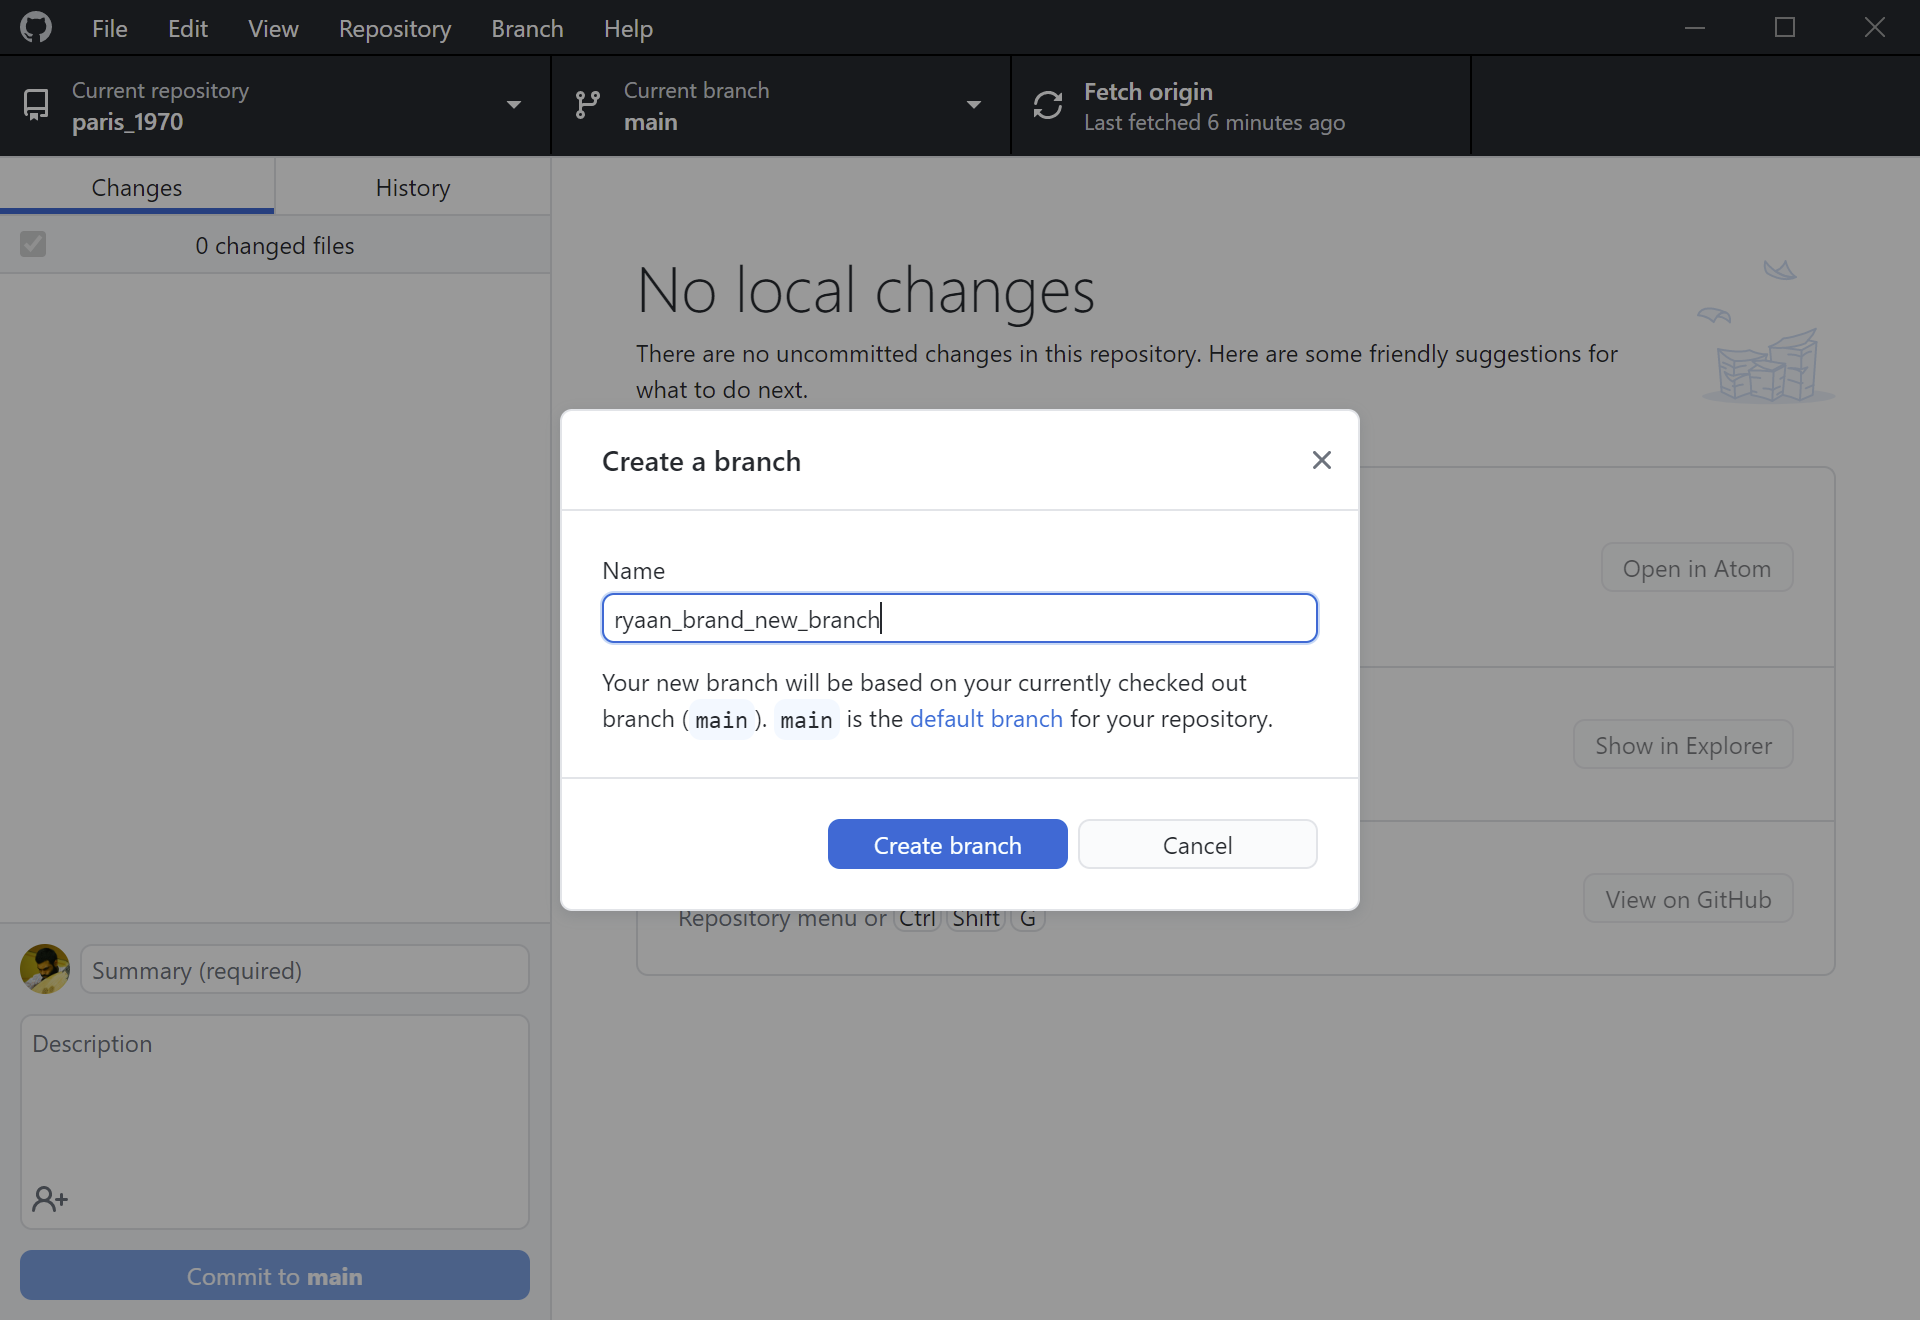 File Edit View Repository Branch Help
Current repository
paris_1970
Current branch
main
Fetch origin
Last fetched 6 minutes ago
Changes
History
0 changed files
No local changes
There are no uncommitted changes in this repository. Here are some friendly suggestions for
what to do next.
Create a branch
Name
ryaan_brand_new_branch
Your new branch will be based on your currently checked out
branch (main). main is the default branch for your repository.
Create branch
Cancel
Open in Atom
Show in Explorer
View on GitHub
Repository menu or Ctrl Shift G
Summary (required)
Description
Commit to main